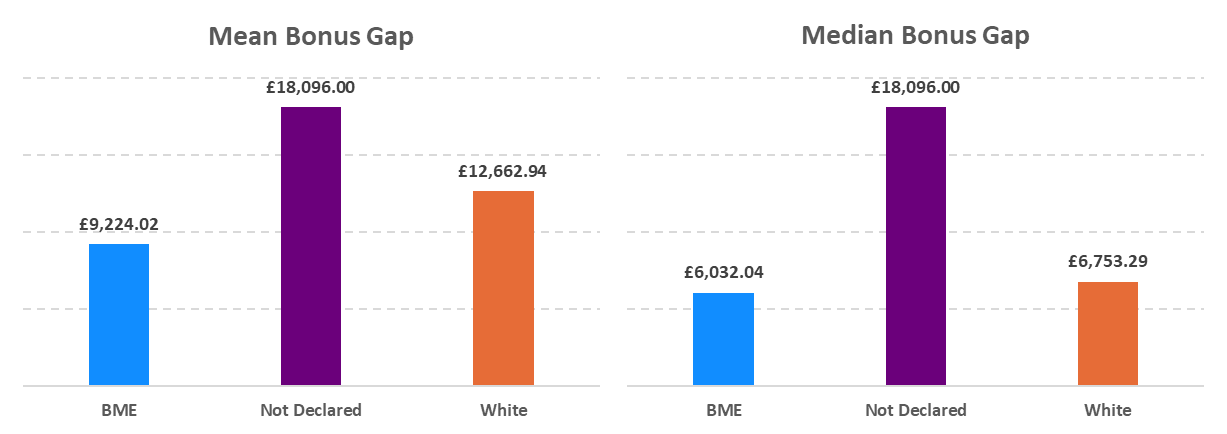 Mean Bonus Gap
£18,096.00
£12,662.94
£9,224.02
BME
Not Declared
White
Median Bonus Gap
£18,096.00
£6,753.29
£6,032.04
BME
Not Declared
White